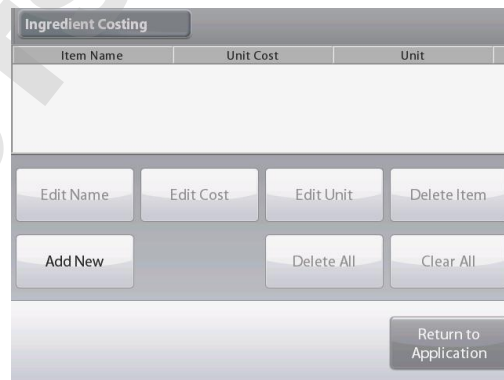 Ingredient Costing
Item Name Unit Cost Unit
Edit Name Edit Cost Edit Unit Delete Item
Add New Delete All Clear All
Return to
Application